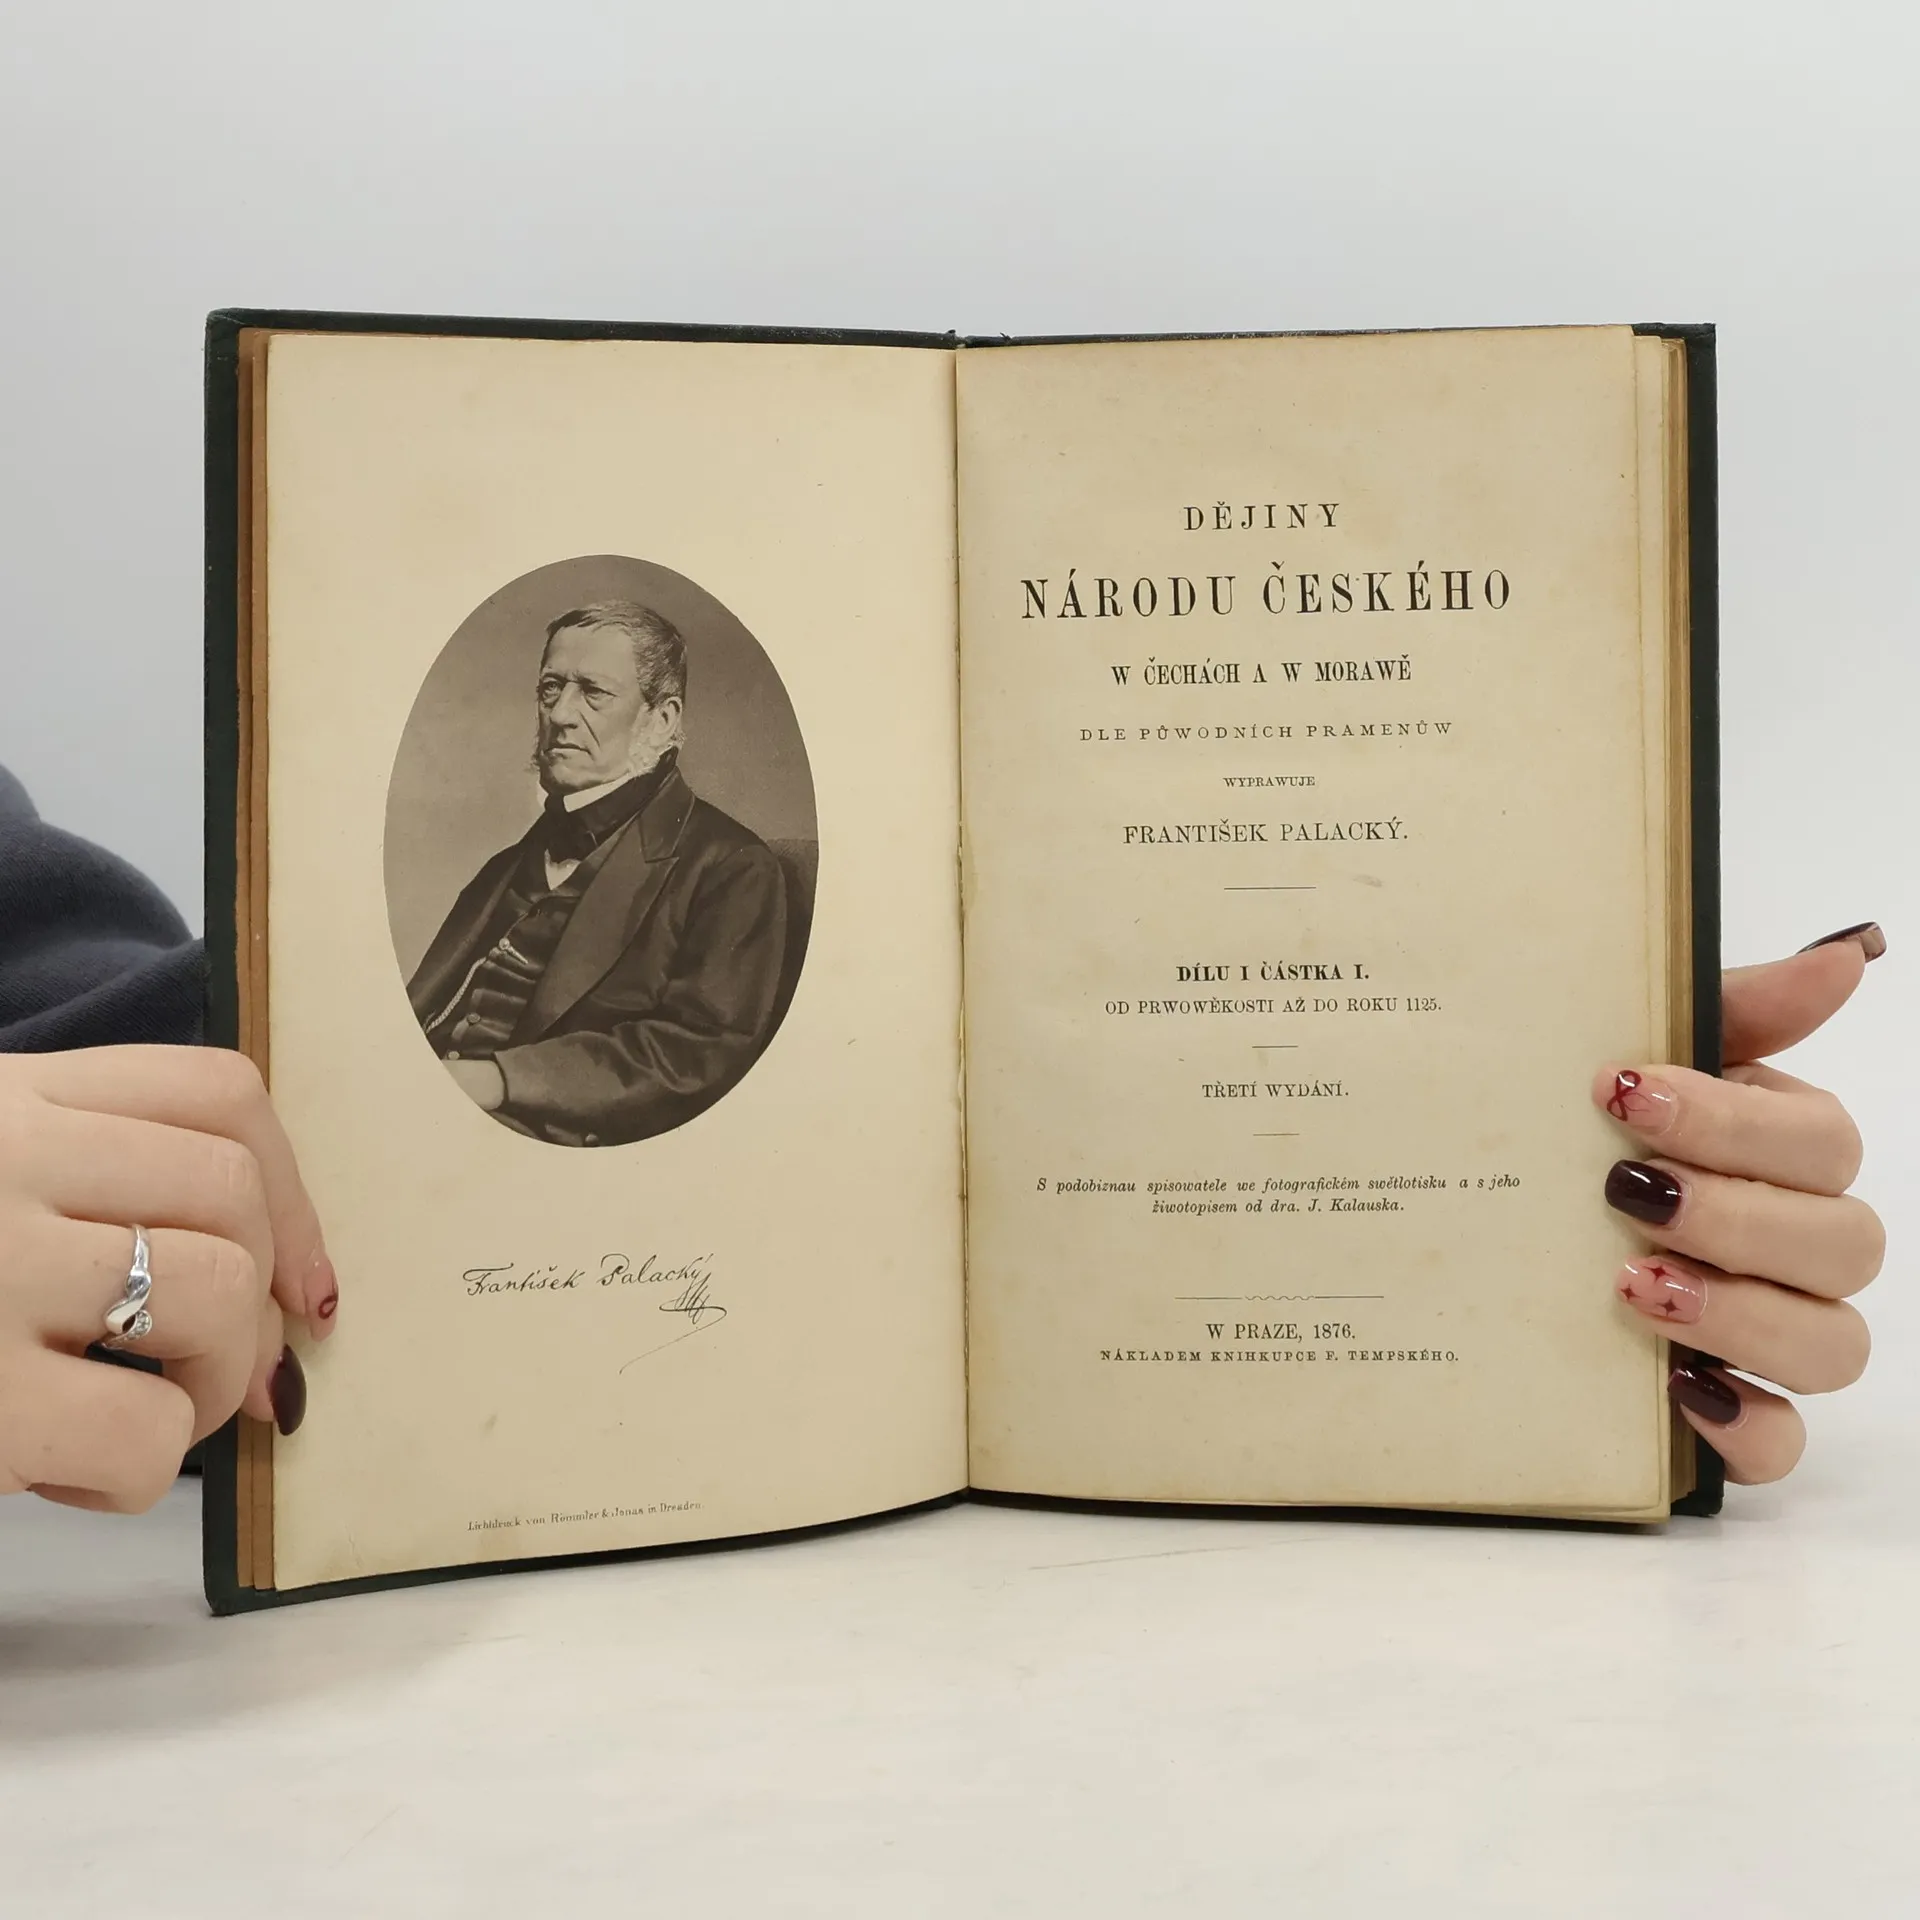 František Palacký
Lichtdruck von Römmler & Jonas in Dresden.
DĚJINY
NÁRODU ČESKÉHO
W ČECHÁCH A W MORAWĚ
DLE PŮWODNÍCH PRAMENŮW
WYPRAWUJE
FRANTIŠEK PALACKÝ.
DÍLU I ČÁSTKA I.
OD PRWOWĚKOSTI AŽ DO ROKU 1125.
TŘETÍ WYDÁNÍ.
S podobiznau spisowatele we fotografickém swětlotisku a s jeho
žiwotopisem od dra. J. Kalauska.
W PRAZE, 1876.
NÁKLADEM KNIHKUPCE F. TEMPSKÉHO.